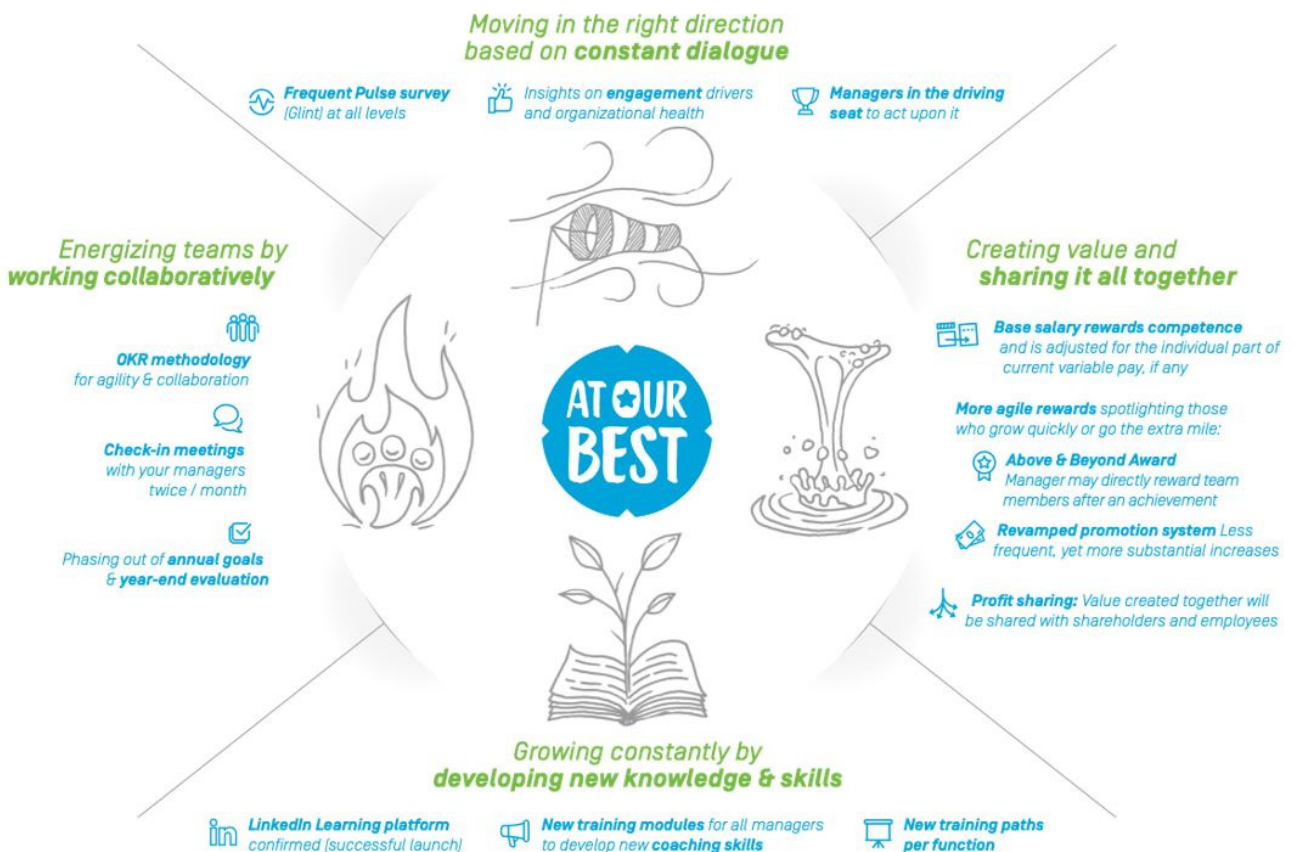 Moving in the right direction
based on constant dialogue
Frequent Pulse survey
(Glint) at all levels
Insights on engagement drivers
and organizational health
Managers in the driving
seat to act upon it
Energizing teams by
working collaboratively
OKR methodology
for agility & collaboration
Check-in meetings
with your managers
twice / month
Phasing out of annual goals
& year-end evaluation
AT OUR
BEST
Creating value and
sharing it all together
Base salary rewards competence
and is adjusted for the individual part of
current variable pay, if any
More agile rewards spotlighting those
who grow quickly or go the extra mile:
Above & Beyond Award
Manager may directly reward team
members after an achievement
Revamped promotion system Less
frequent, yet more substantial increases
Profit sharing: Value created together will
be shared with shareholders and employees
Growing constantly by
developing new knowledge & skills
in
LinkedIn Learning platform
confirmed (successful launch)
New training modules for all managers
to develop new coaching skills
New training paths
per function